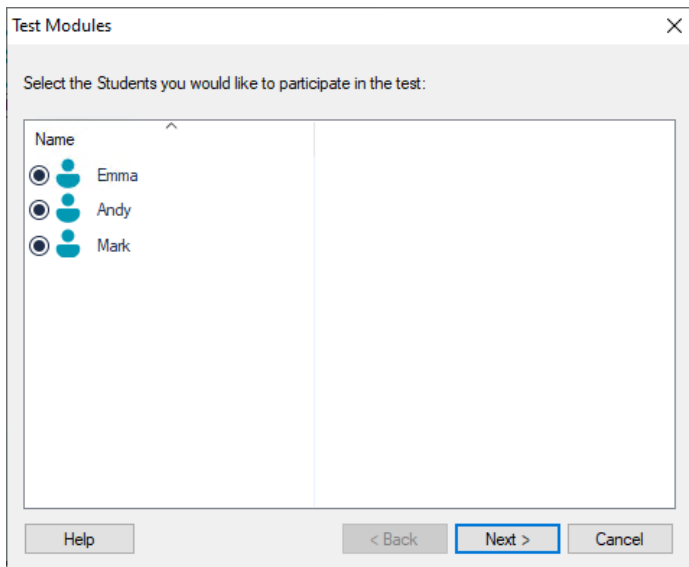 Test Modules
Select the Students you would like to participate in the test:
Name
Emma
Andy
Mark
Help
< Back
Next >
Cancel